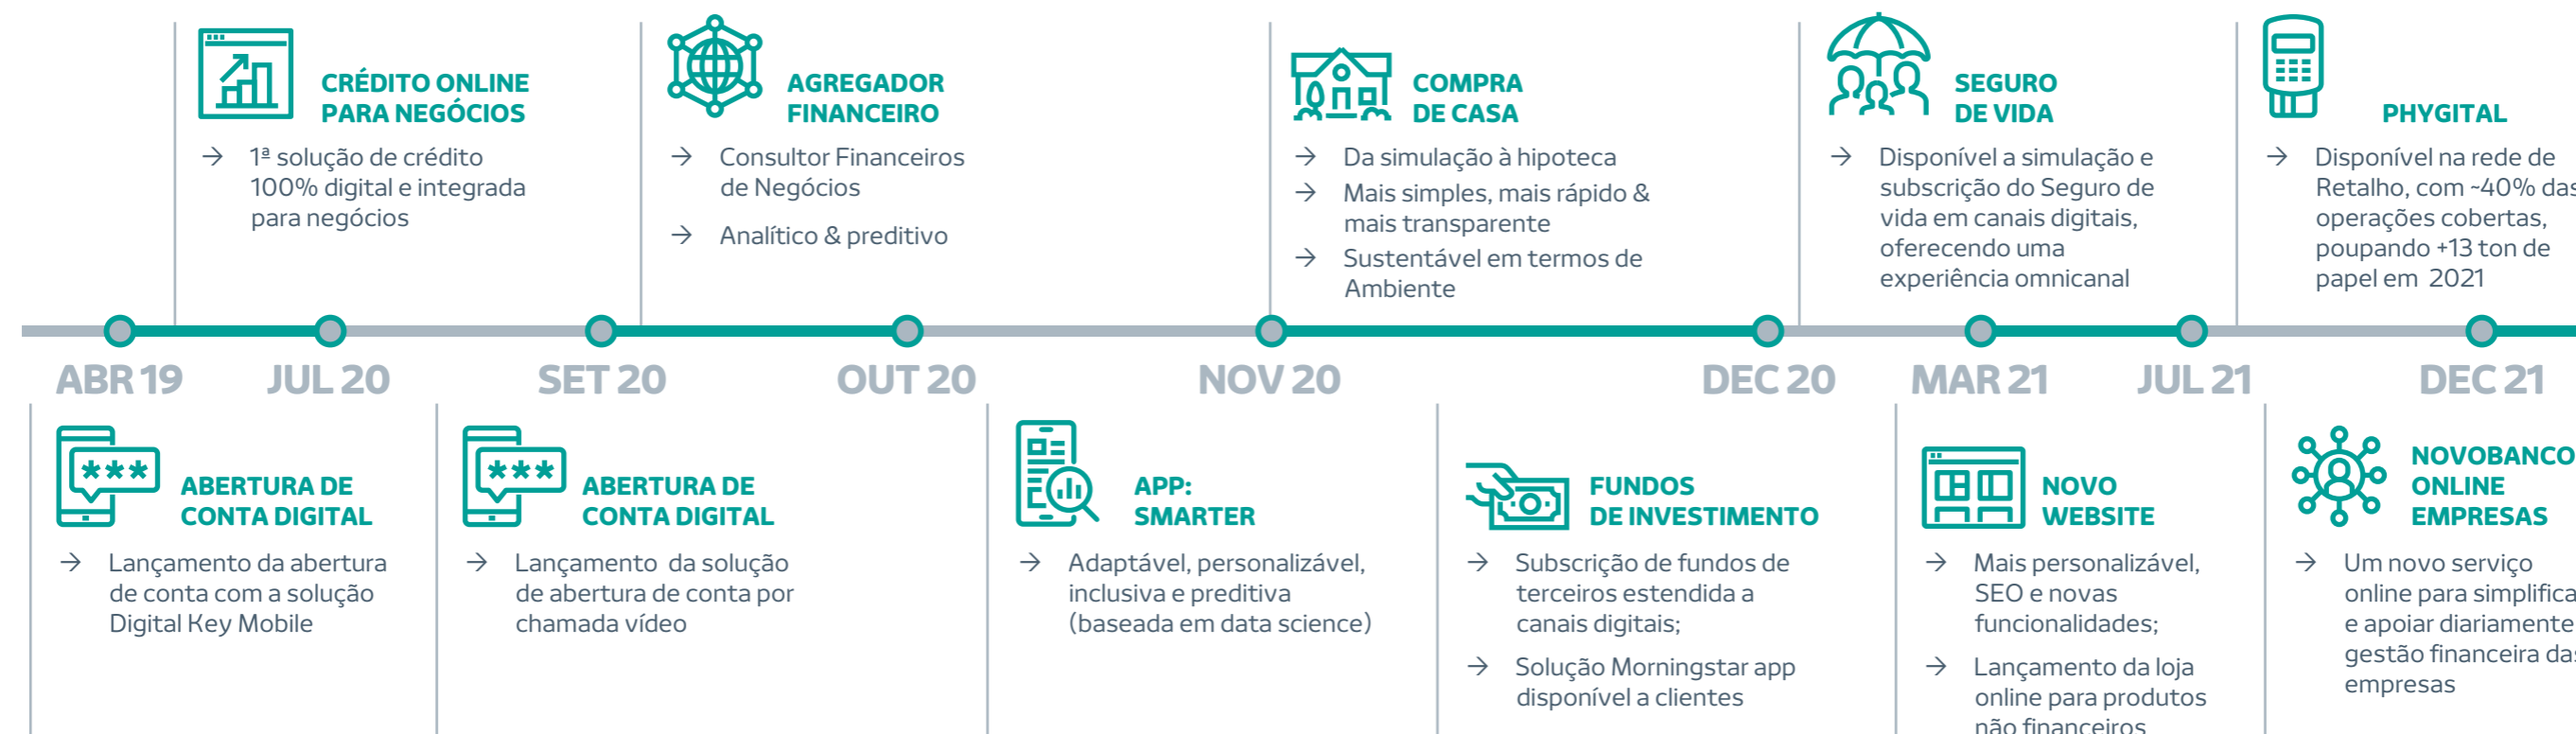 CRÉDITO ONLINE
PARA NEGÓCIOS
→ 1ª solução de crédito
100% digital e integrada
para negócios
AGREGADOR
FINANCEIRO
→ Consultor Financeiros
de Negócios
→ Analítico & preditivo
COMPRA
DE CASA
→ Da simulação à hipoteca
→ Mais simples, mais rápido &
mais transparente
→ Sustentável em termos de
Ambiente
SEGURO
DE VIDA
→ Disponível a simulação e
subscrição do Seguro de
vida em canais digitais,
oferecendo uma
experiência omnicanal
PHYGITAL
→ Disponível na rede de
Retalho, com ~40% das
operações cobertas,
poupando +13 ton de
papel em 2021
ABR 19
JUL 20
SET 20
OUT 20
NOV 20
DEC 20
MAR 21
JUL 21
DEC 21
***
ABERTURA DE
CONTA DIGITAL
→ Lançamento da abertura
de conta com a solução
Digital Key Mobile
***
ABERTURA DE
CONTA DIGITAL
→ Lançamento da solução
de abertura de conta por
chamada vídeo
APP:
SMARTER
→ Adaptável, personalizável,
inclusiva e preditiva
(baseada em data science)
FUNDOS
DE INVESTIMENTO
→ Subscrição de fundos de
terceiros estendida a
canais digitais;
→ Solução Morningstar app
disponível a clientes
NOVO
WEBSITE
→ Mais personalizável,
SEO e novas
funcionalidades;
→ Lançamento da loja
online para produtos
não financeiros
NOVOBANCO
ONLINE
EMPRESAS
→ Um novo serviço
online para simplifica
e apoiar diariamente
gestão financeira das
empresas